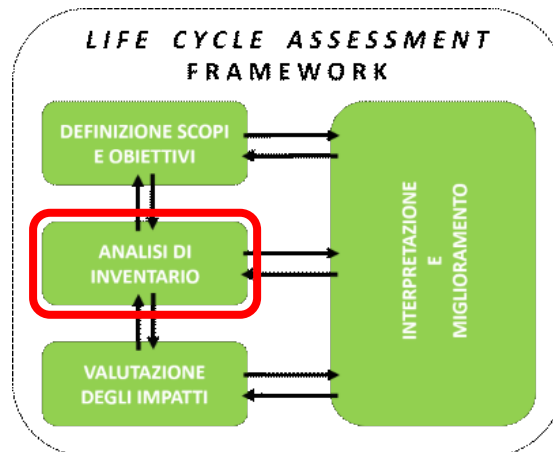 LIFE CYCLE ASSESSMENT
FRAMEWORK
DEFINIZIONE SCOPI
E OBIETTIVI
ANALISI DI
INVENTARIO
VALUTAZIONE
DEGLI IMPATTI
INTERPRETAZIONE
E
MIGLIORAMENTO